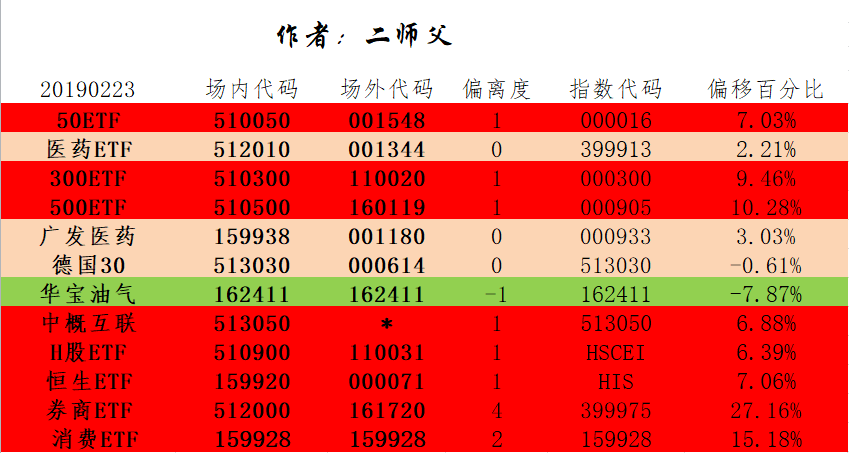 作者：二师父
20190223 场内代码 场外代码 偏离度 指数代码 偏移百分比
50ETF 510050 001548 1 000016 7.03%
医药ETF 512010 001344 0 399913 2.21%
300ETF 510300 110020 1 000300 9.46%
500ETF 510500 160119 1 000905 10.28%
广发医药 159938 001180 0 000933 3.03%
德国30 513030 000614 0 513030 -0.61%
华宝油气 162411 162411 -1 162411 -7.87%
中概互联 513050 * 1 513050 6.88%
H股ETF 510900 110031 1 HSCEI 6.39%
恒生ETF 159920 000071 1 HIS 7.06%
券商ETF 512000 161720 4 399975 27.16%
消费ETF 159928 159928 2 159928 15.18%